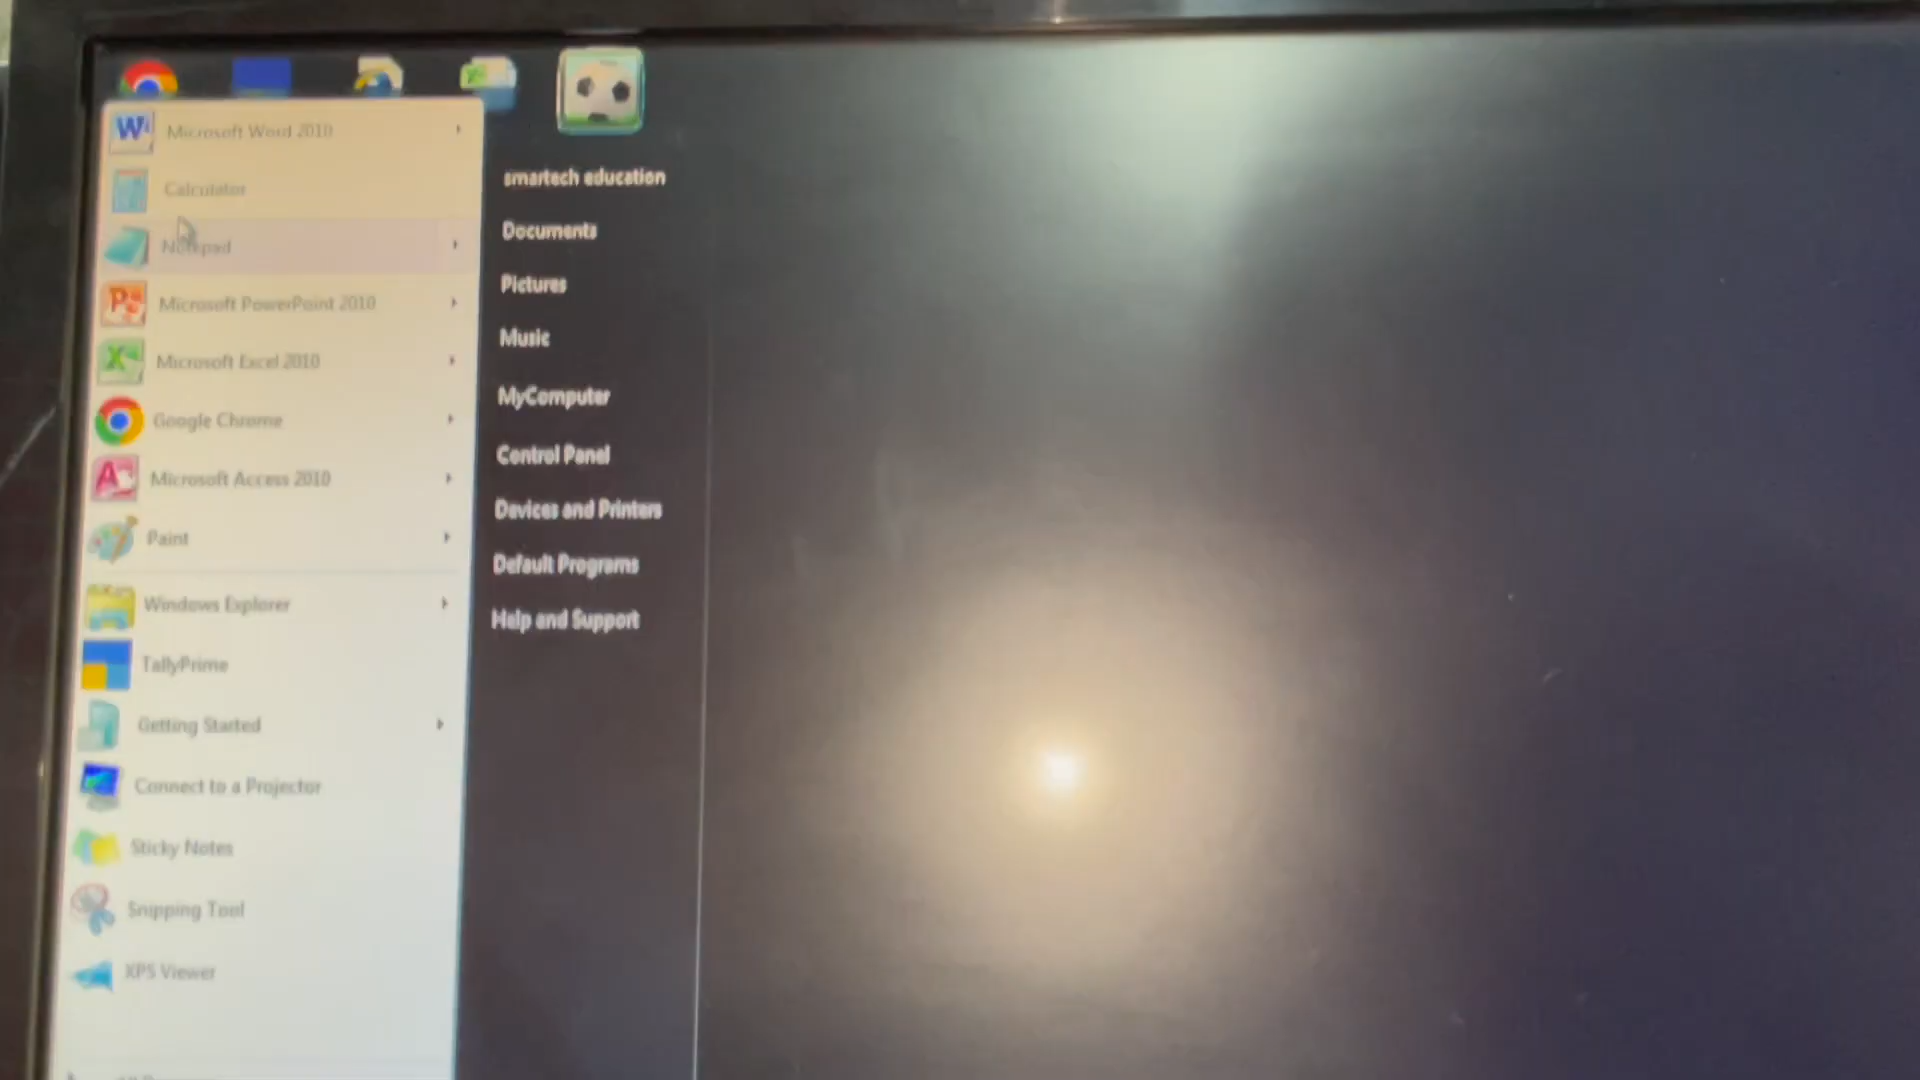 Microsoft Word 2010
Calculator
Notepad
Microsoft PowerPoint 2010
Microsoft Excel 2010
Google Chrome
Microsoft Access 2010
Paint
Windows Explorer
TallyPrime
Getting Started
Connect to a Projector
Sticky Notes
Snipping Tool
XPS Viewer
smartech education
Documents
Pictures
Music
MyComputer
Control Panel
Devices and Printers
Default Programs
Help and Support